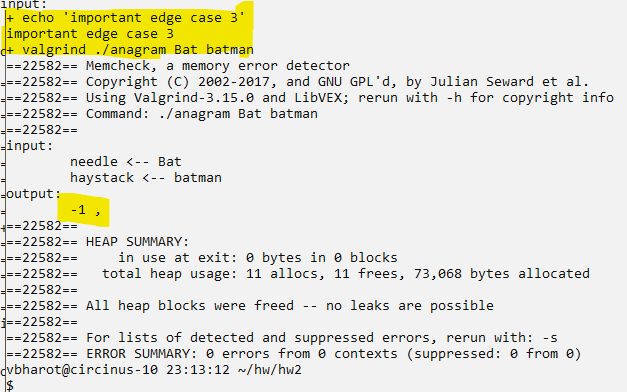 input:
+ echo 'important edge case 3'
important edge case 3
+ valgrind ./anagram Bat batman
==22582== Memcheck, a memory error detector
==22582== Copyright (C) 2002-2017, and GNU GPL'd, by Julian Seward et al.
==22582== Using Valgrind-3.15.0 and LibVEX; rerun with -h for copyright info
==22582== Command: ./anagram Bat batman
==22582==
input:
        needle <-- Bat
        haystack <-- batman
output:
        -1 ,
==22582==
==22582== HEAP SUMMARY:
==22582==     in use at exit: 0 bytes in 0 blocks
==22582==   total heap usage: 11 allocs, 11 frees, 73,068 bytes allocated
==22582==
==22582== All heap blocks were freed -- no leaks are possible
==22582==
==22582== For lists of detected and suppressed errors, rerun with: -s
==22582== ERROR SUMMARY: 0 errors from 0 contexts (suppressed: 0 from 0)
vbharot@circinus-10 23:13:12 ~/hw/hw2
$